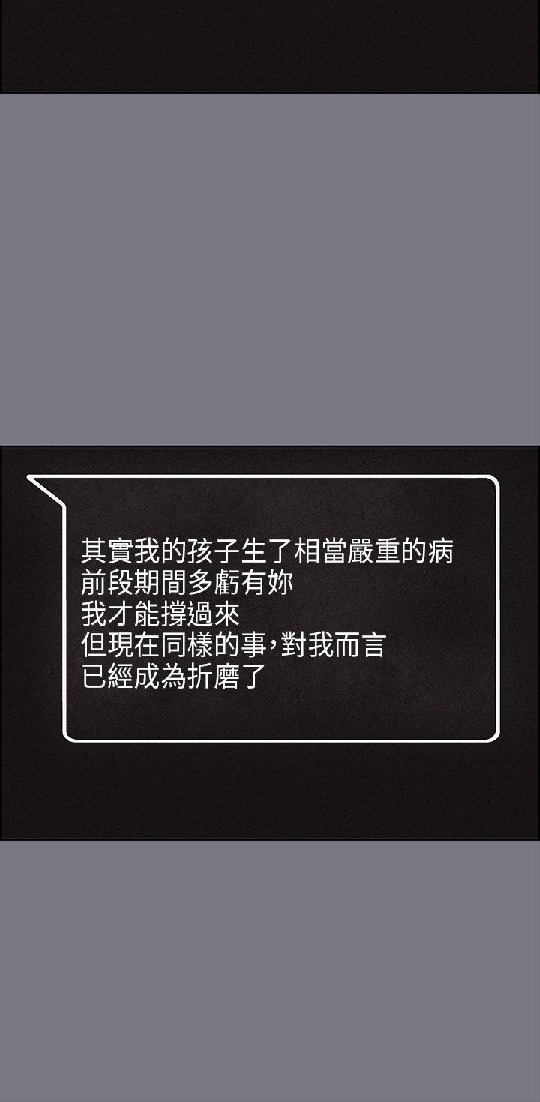 其實我的孩子生了相當嚴重的病
前段期間多虧有妳
我才能撐過來
但現在同樣的事，對我而言
已經成為折磨了